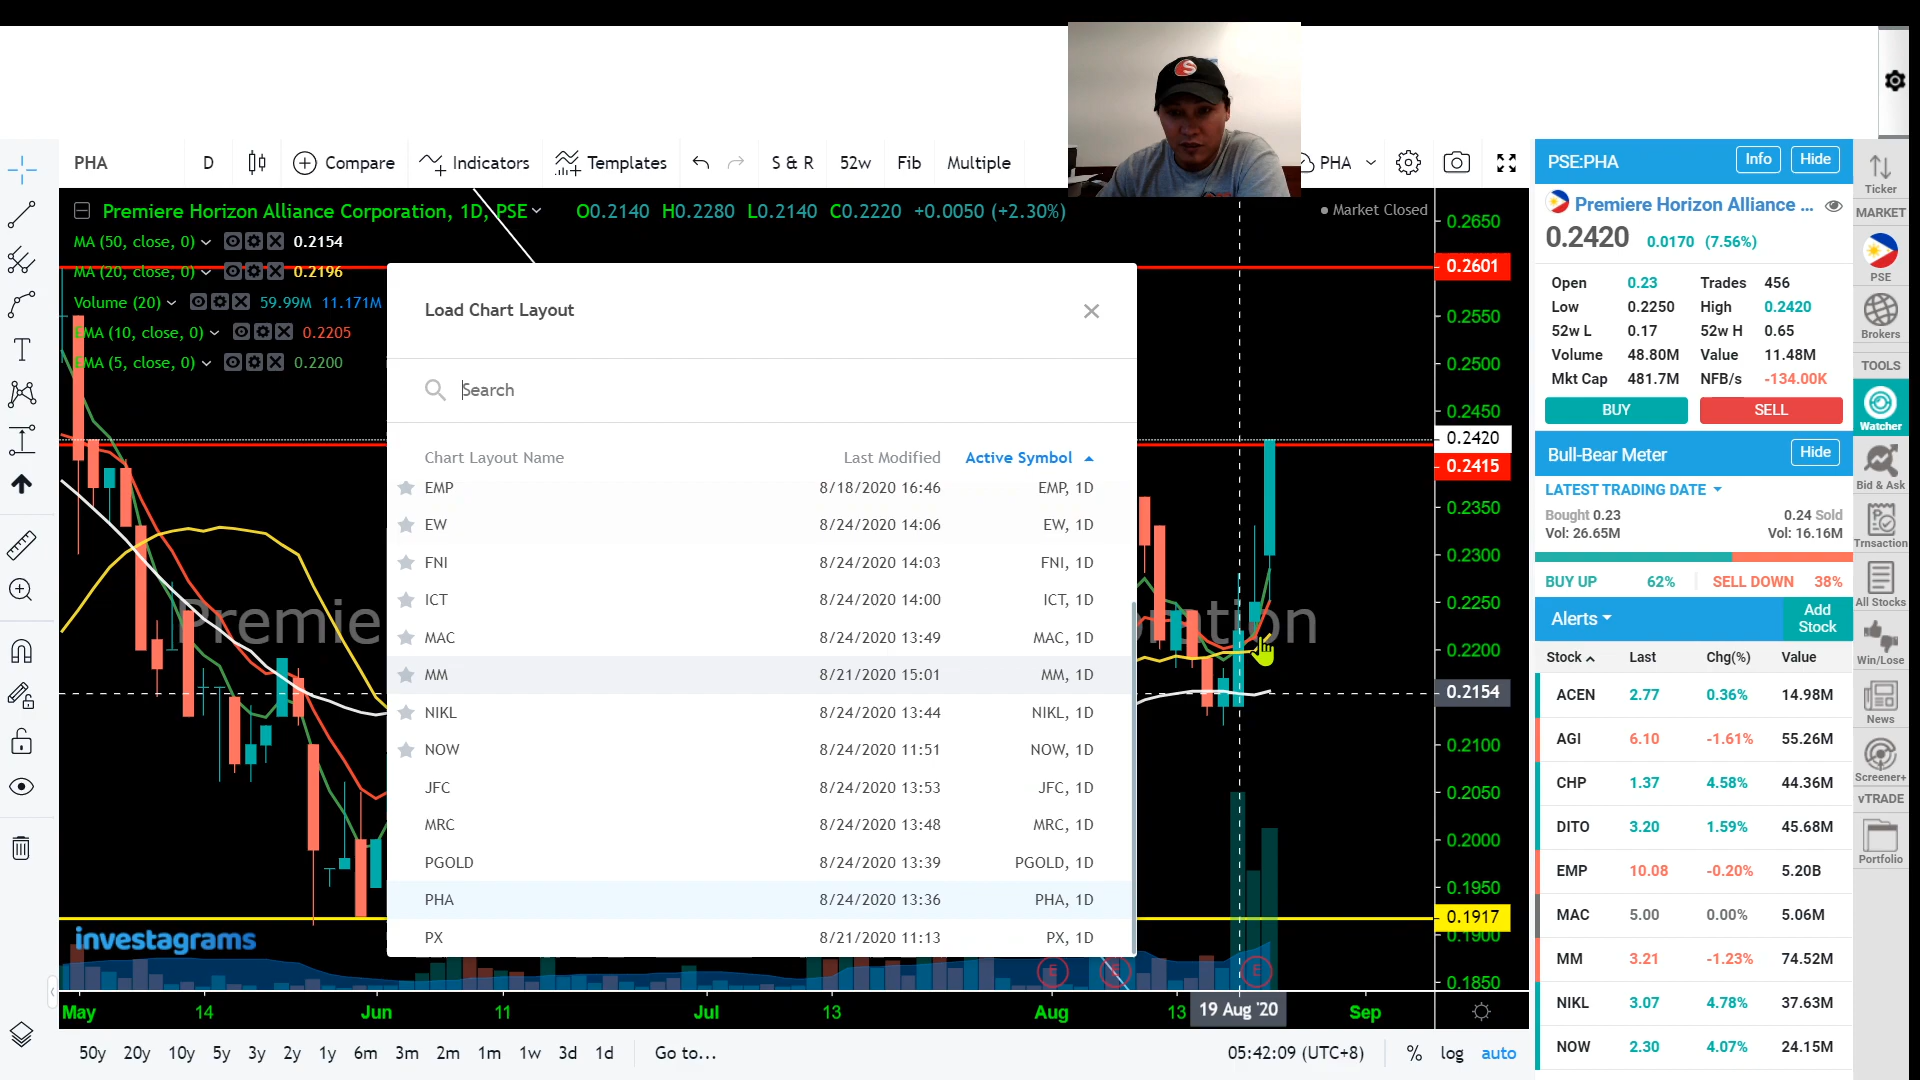 PHA
D
Compare
Indicators
Templates
S & R
52w
Fib
Multiple
PHA
Premiere Horizon Alliance Corporation, 1D, PSE
O0.2140 H0.2280 L0.2140 C0.2220 +0.0050 (+2.30%)
Market Closed
MA (50, close, 0) 0.2154
MA (20, close, 0) 0.2196
Volume (20) 59.99M 11.171M
EMA (10, close, 0) 0.2205
EMA (5, close, 0) 0.2200
Load Chart Layout
Search
Chart Layout Name Last Modified Active Symbol
EMP 8/18/2020 16:46 EMP, 1D
EW 8/24/2020 14:06 EW, 1D
FNI 8/24/2020 14:03 FNI, 1D
ICT 8/24/2020 14:00 ICT, 1D
MAC 8/24/2020 13:49 MAC, 1D
MM 8/21/2020 15:01 MM, 1D
NIKL 8/24/2020 13:44 NIKL, 1D
NOW 8/24/2020 11:51 NOW, 1D
JFC 8/24/2020 13:53 JFC, 1D
MRC 8/24/2020 13:48 MRC, 1D
PGOLD 8/24/2020 13:39 PGOLD, 1D
PHA 8/24/2020 13:36 PHA, 1D
PX 8/21/2020 11:13 PX, 1D
investagrams
E
E
E
0.2650
0.2601
0.2550
0.2500
0.2450
0.2420
0.2415
0.2350
0.2300
0.2250
0.2200
0.2154
0.2100
0.2050
0.2000
0.1950
0.1917
0.1900
0.1850
May 14 Jun 11 Jul 13 Aug 13 19 Aug '20 Sep
50y 20y 10y 5y 3y 2y 1y 6m 3m 2m 1m 1w 3d 1d Go to...
05:42:09 (UTC+8) % log auto
PSE:PHA Info Hide
Premiere Horizon Alliance ...
0.2420 0.0170 (7.56%)
Open 0.23 Trades 456
Low 0.2250 High 0.2420
52w L 0.17 52w H 0.65
Volume 48.80M Value 11.48M
Mkt Cap 481.7M NFB/s -134.00K
BUY SELL
Bull-Bear Meter Hide
LATEST TRADING DATE
Bought 0.23 0.24 Sold
Vol: 26.65M Vol: 16.16M
BUY UP 62% SELL DOWN 38%
Alerts Add Stock
Stock Last Chg(%) Value
ACEN 2.77 0.36% 14.98M
AGI 6.10 -1.61% 55.26M
CHP 1.37 4.58% 44.36M
DITO 3.20 1.59% 45.68M
EMP 10.08 -0.20% 5.20B
MAC 5.00 0.00% 5.06M
MM 3.21 -1.23% 74.52M
NIKL 3.07 4.78% 37.63M
NOW 2.30 4.07% 24.15M
Ticker
MARKET
PSE
Brokers
TOOLS
Watcher
Bid & Ask
Trnsaction
All Stocks
Win/Lose
News
Screener+
vTRADE
Portfolio